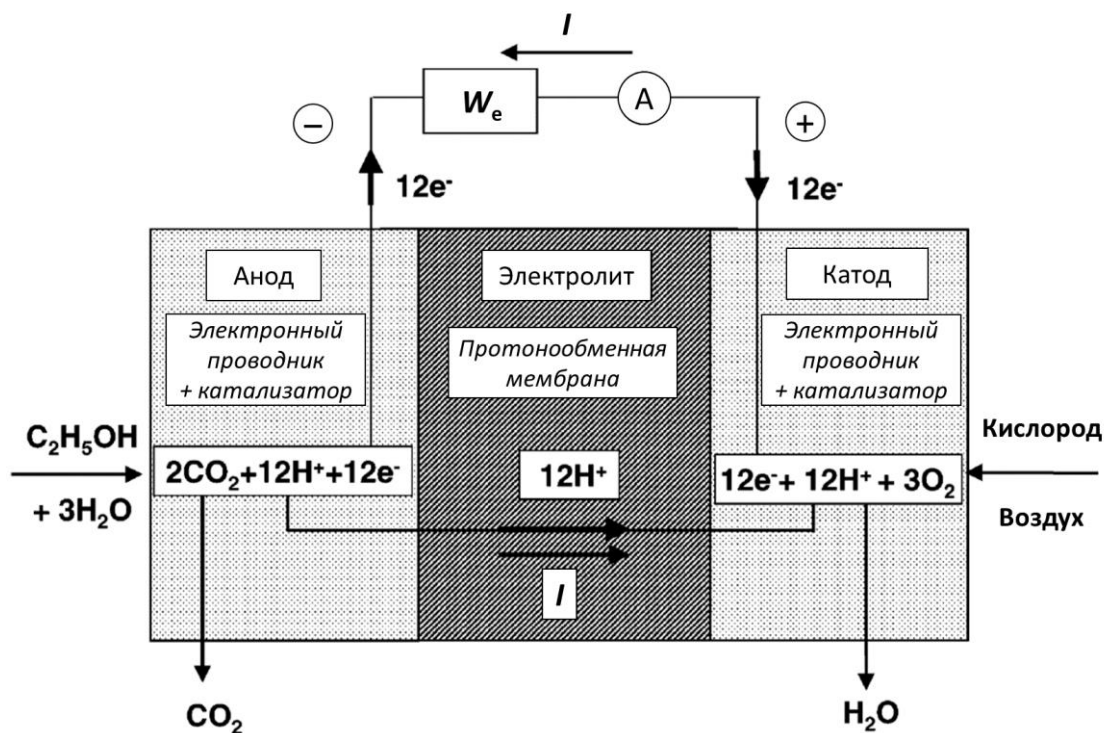 I
Wₑ
A
−
+
12e⁻
12e⁻
Анод
Электролит
Катод
Электронный
проводник
+ катализатор
Протонообменная
мембрана
Электронный
проводник
+ катализатор
C₂H₅OH
+ 3H₂O
2CO₂+12H⁺+12e⁻
12H⁺
12e⁻+ 12H⁺ + 3O₂
Кислород
Воздух
I
CO₂
H₂O